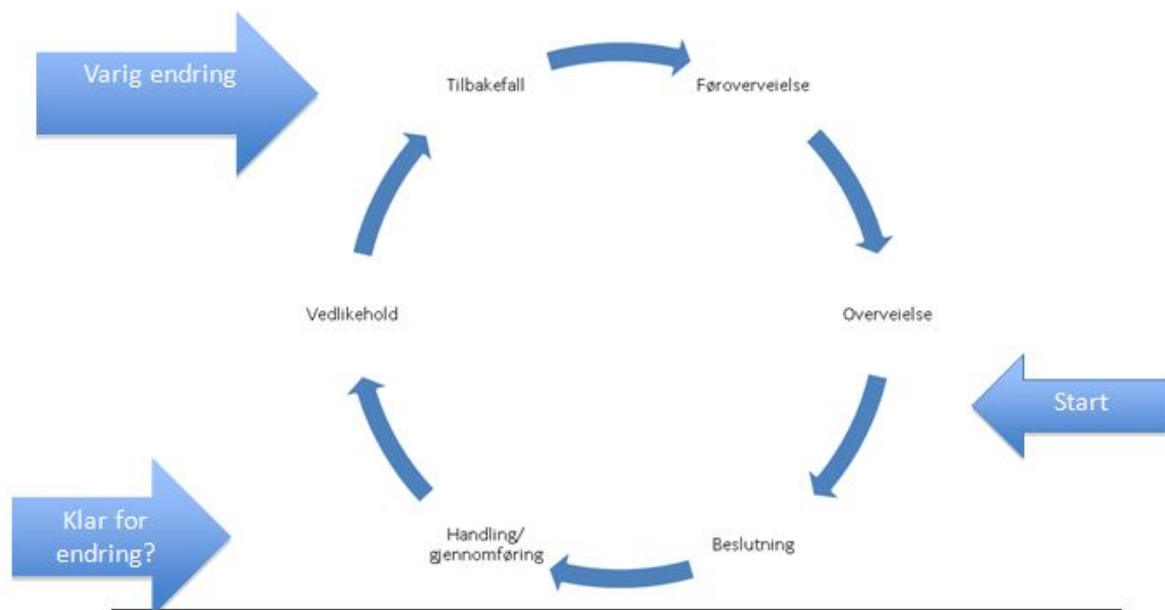 Varig endring
Tilbakefall
Føroverveielse
Vedlikehold
Overveielse
Start
Klar for
endring?
Handling/
gjennomføring
Beslutning